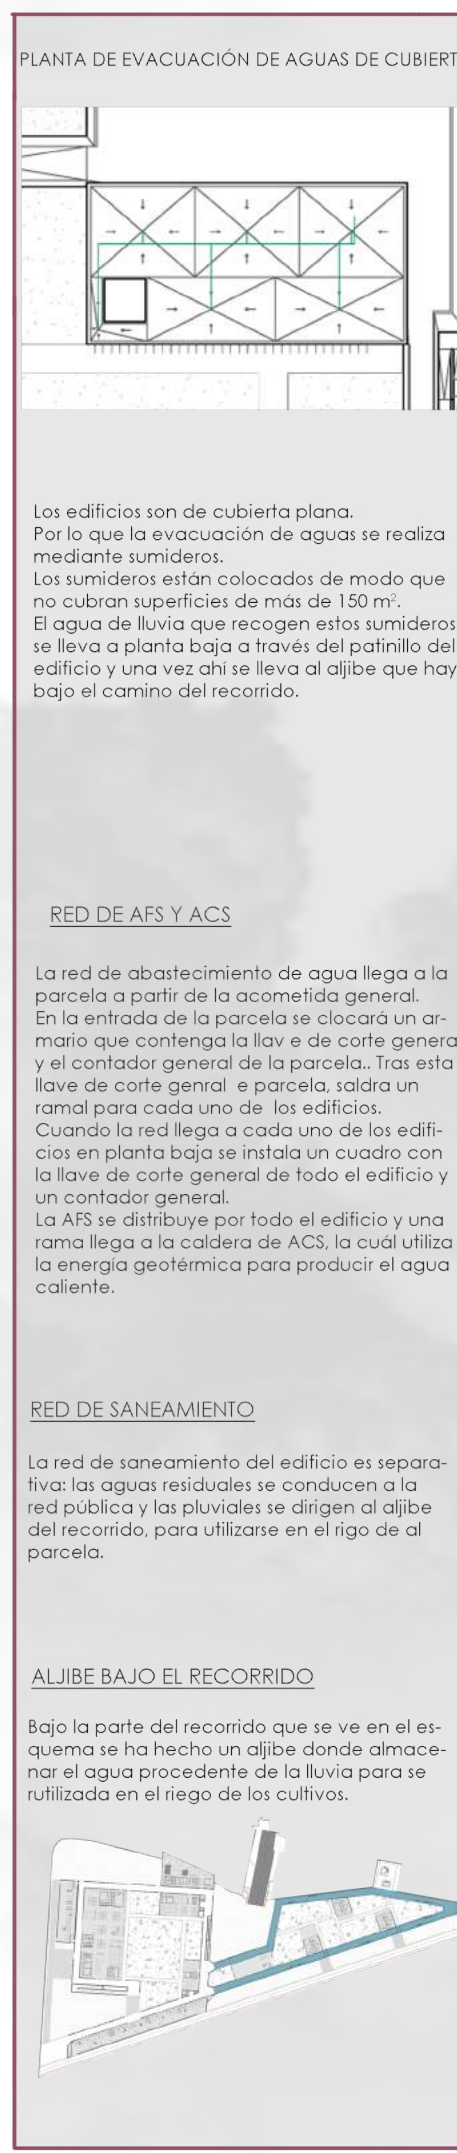 PLANTA DE EVACUACIÓN DE AGUAS DE CUBIERT
Los edificios son de cubierta plana.
Por lo que la evacuación de aguas se realiza
mediante sumideros.
Los sumideros están colocados de modo que
no cubran superficies de más de 150 m².
El agua de lluvia que recogen estos sumideros
se lleva a planta baja a través del patinillo del
edificio y una vez ahí se lleva al aljibe que hay
bajo el camino del recorrido.
RED DE AFS Y ACS
La red de abastecimiento de agua llega a la
parcela a partir de la acometida general.
En la entrada de la parcela se clocará un ar-
mario que contenga la llav e de corte genera
y el contador general de la parcela.. Tras esta
llave de corte genral e parcela, saldra un
ramal para cada uno de los edificios.
Cuando la red llega a cada uno de los edifi-
cios en planta baja se instala un cuadro con
la llave de corte general de todo el edificio y
un contador general.
La AFS se distribuye por todo el edificio y una
rama llega a la caldera de ACS, la cuál utiliza
la energía geotérmica para producir el agua
caliente.
RED DE SANEAMIENTO
La red de saneamiento del edificio es separa-
tiva: las aguas residuales se conducen a la
red pública y las pluviales se dirigen al aljibe
del recorrido, para utilizarse en el rigo de al
parcela.
ALJIBE BAJO EL RECORRIDO
Bajo la parte del recorrido que se ve en el es-
quema se ha hecho un aljibe donde almace-
nar el agua procedente de la lluvia para se
rutilizada en el riego de los cultivos.